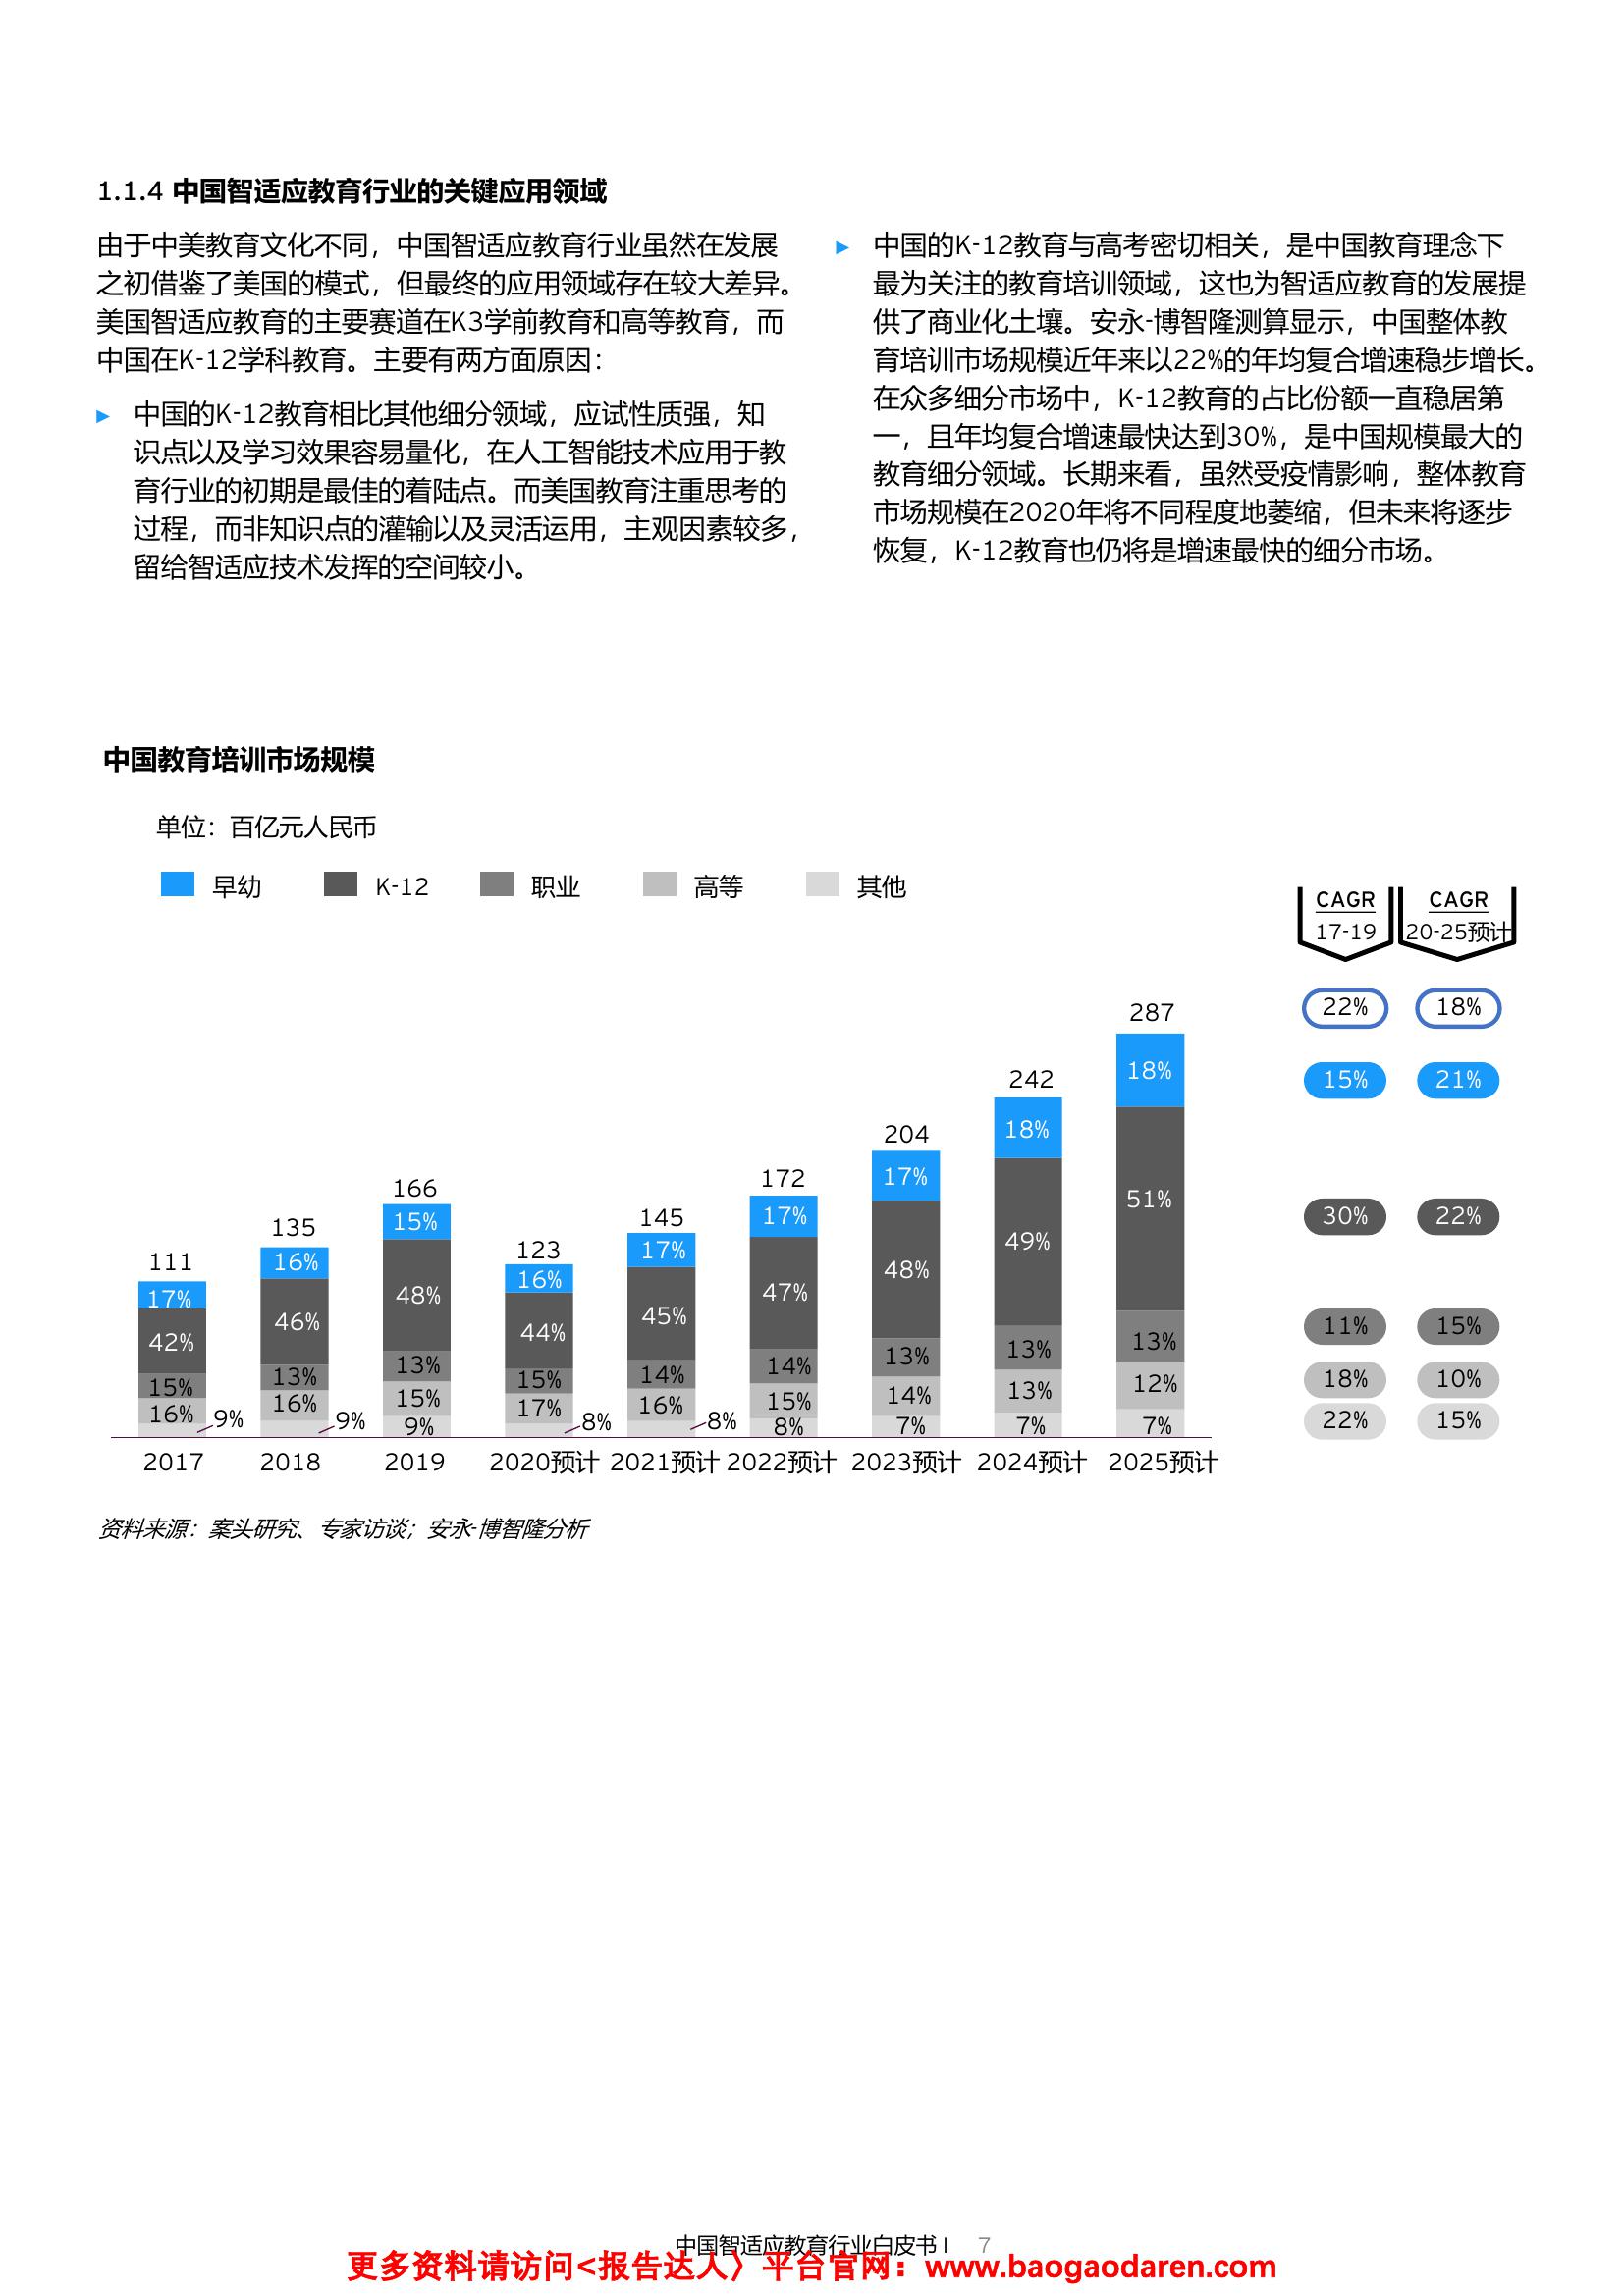 1.1.4 中国智适应教育行业的关键应用领域
由于中美教育文化不同，中国智适应教育行业虽然在发展
之初借鉴了美国的模式，但最终的应用领域存在较大差异。
美国智适应教育的主要赛道在K3学前教育和高等教育，而
中国在K-12学科教育。主要有两方面原因：
► 中国的K-12教育相比其他细分领域，应试性质强，知
识点以及学习效果容易量化，在人工智能技术应用于教
育行业的初期是最佳的着陆点。而美国教育注重思考的
过程，而非知识点的灌输以及灵活运用，主观因素较多，
留给智适应技术发挥的空间较小。
► 中国的K-12教育与高考密切相关，是中国教育理念下
最为关注的教育培训领域，这也为智适应教育的发展提
供了商业化土壤。安永-博智隆测算显示，中国整体教
育培训市场规模近年来以22%的年均复合增速稳步增长。
在众多细分市场中，K-12教育的占比份额一直稳居第
一，且年均复合增速最快达到30%，是中国规模最大的
教育细分领域。长期来看，虽然受疫情影响，整体教育
市场规模在2020年将不同程度地萎缩，但未来将逐步
恢复，K-12教育也仍将是增速最快的细分市场。
中国教育培训市场规模
单位：百亿元人民币
早幼 K-12 职业 高等 其他
CAGR CAGR
17-19 20-25预计
111 135 166 123 145 172 204 242 287
17% 16% 15% 16% 17% 17% 17% 18% 18%
42% 46% 48% 44% 45% 47% 48% 49% 51%
15% 13% 13% 15% 14% 14% 13% 13% 13%
16% 16% 15% 17% 16% 15% 14% 13% 12%
9% 9% 9% 8% 8% 8% 7% 7% 7%
2017 2018 2019 2020预计 2021预计 2022预计 2023预计 2024预计 2025预计
22% 18%
15% 21%
30% 22%
11% 15%
18% 10%
22% 15%
资料来源：案头研究、专家访谈；安永-博智隆分析
中国智适应教育行业白皮书 I 7
更多资料请访问<报告达人〉平台官网：www.baogaodaren.com